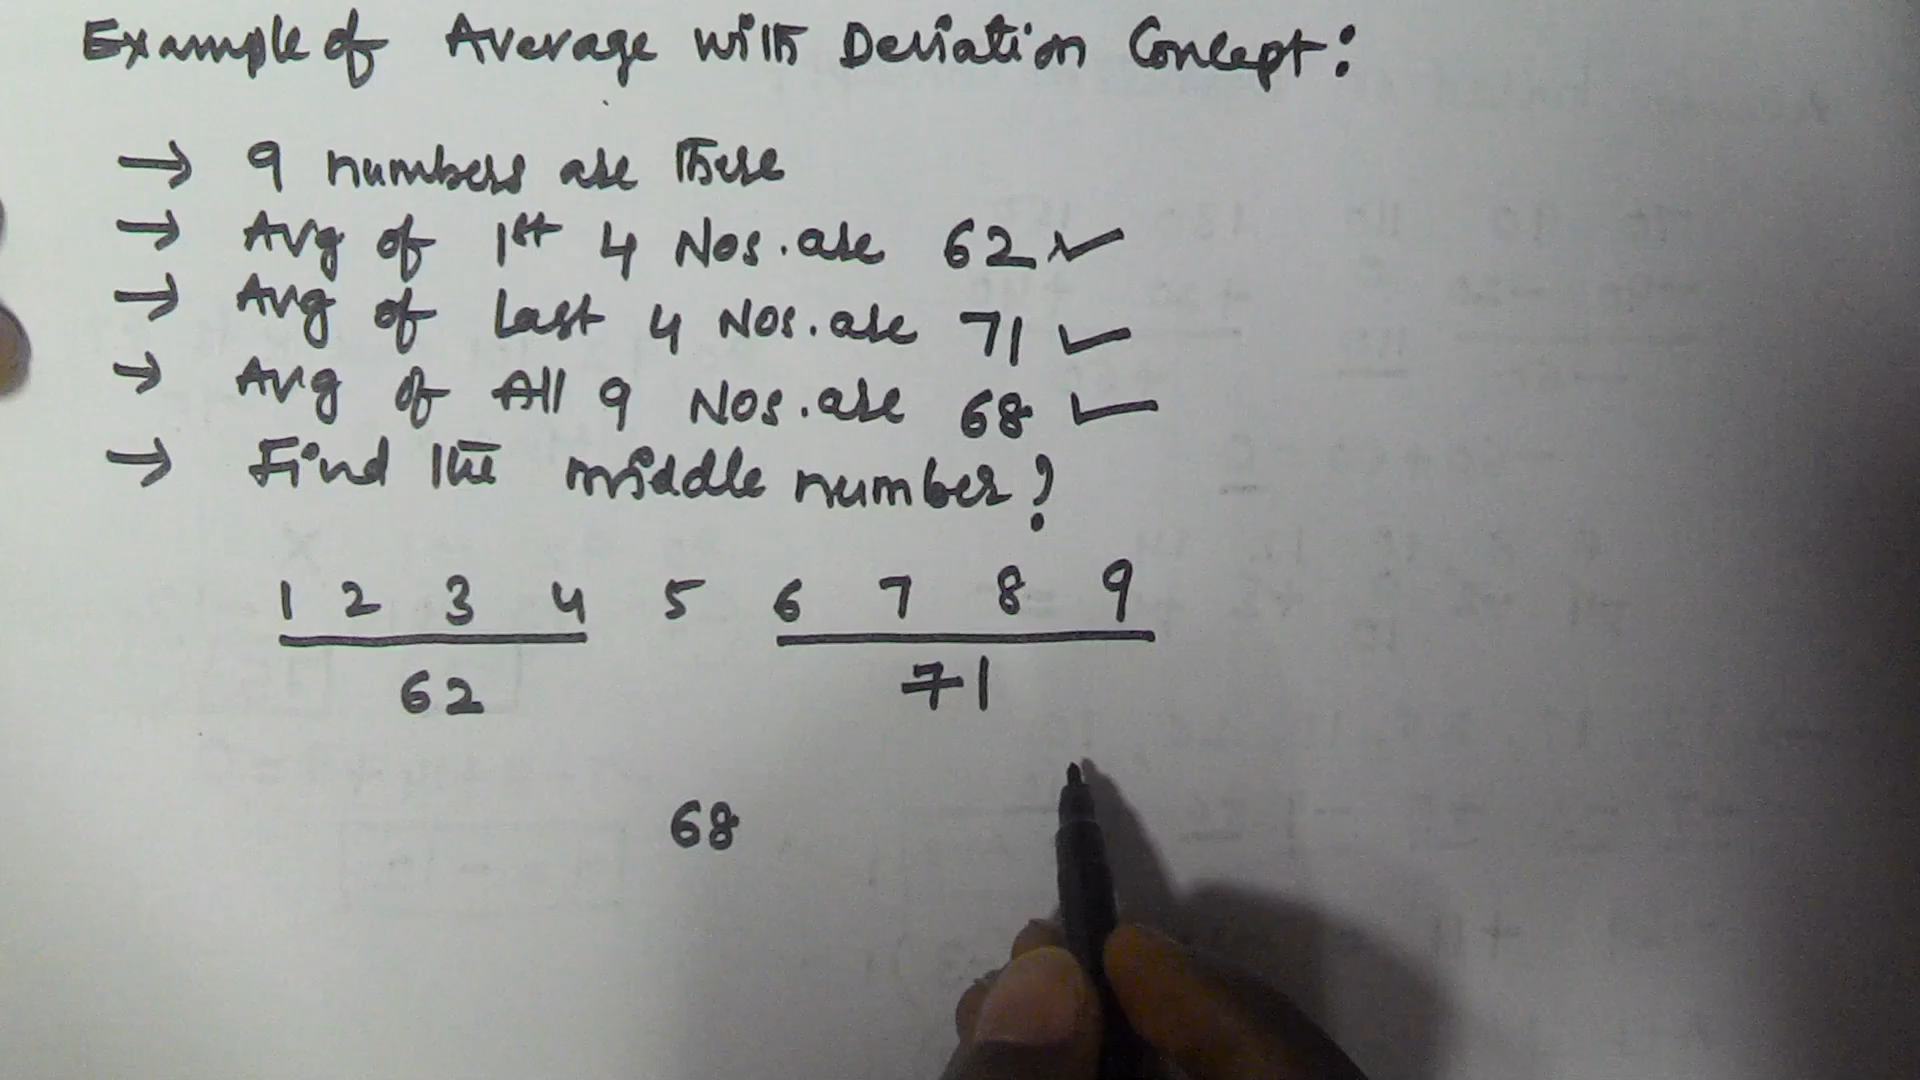 Example of Average with Deviation Concept:
→ 9 numbers are there
→ Avg of 1st 4 Nos. are 62 ✓
→ Avg of Last 4 Nos. are 71 ✓
→ Avg of All 9 Nos. are 68 ✓
→ Find the middle number?
1 2 3 4 5 6 7 8 9
62 71
68